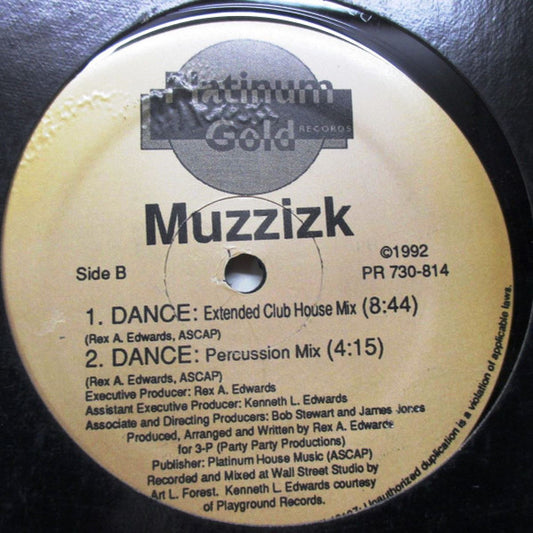 Platinum
Gold RECORDS
Muzzizk
©1992
Side B
PR 730-814
1. DANCE: Extended Club House Mix (8:44)
(Rex A. Edwards, ASCAP)
2. DANCE: Percussion Mix (4:15)
(Rex A. Edwards, ASCAP)
Executive Producer: Rex A. Edwards
Assistant Executive Producer: Kenneth L. Edwards
Associate and Directing Producers: Bob Stewart and James Jones
Produced, Arranged and Written by Rex A. Edwards
for 3-P (Party Party Productions)
Publisher: Platinum House Music (ASCAP)
Recorded and Mixed at Wall Street Studio by
Art L. Forest. Kenneth L. Edwards courtesy
of Playground Records.
Unauthorized duplication is a violation of applicable laws.